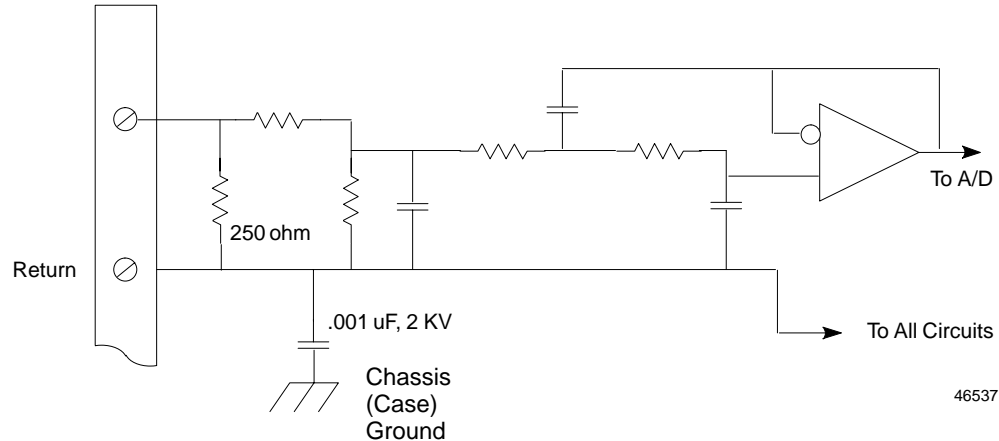 To A/D
250 ohm
Return
.001 uF, 2 KV
To All Circuits
Chassis
(Case)
Ground
46537